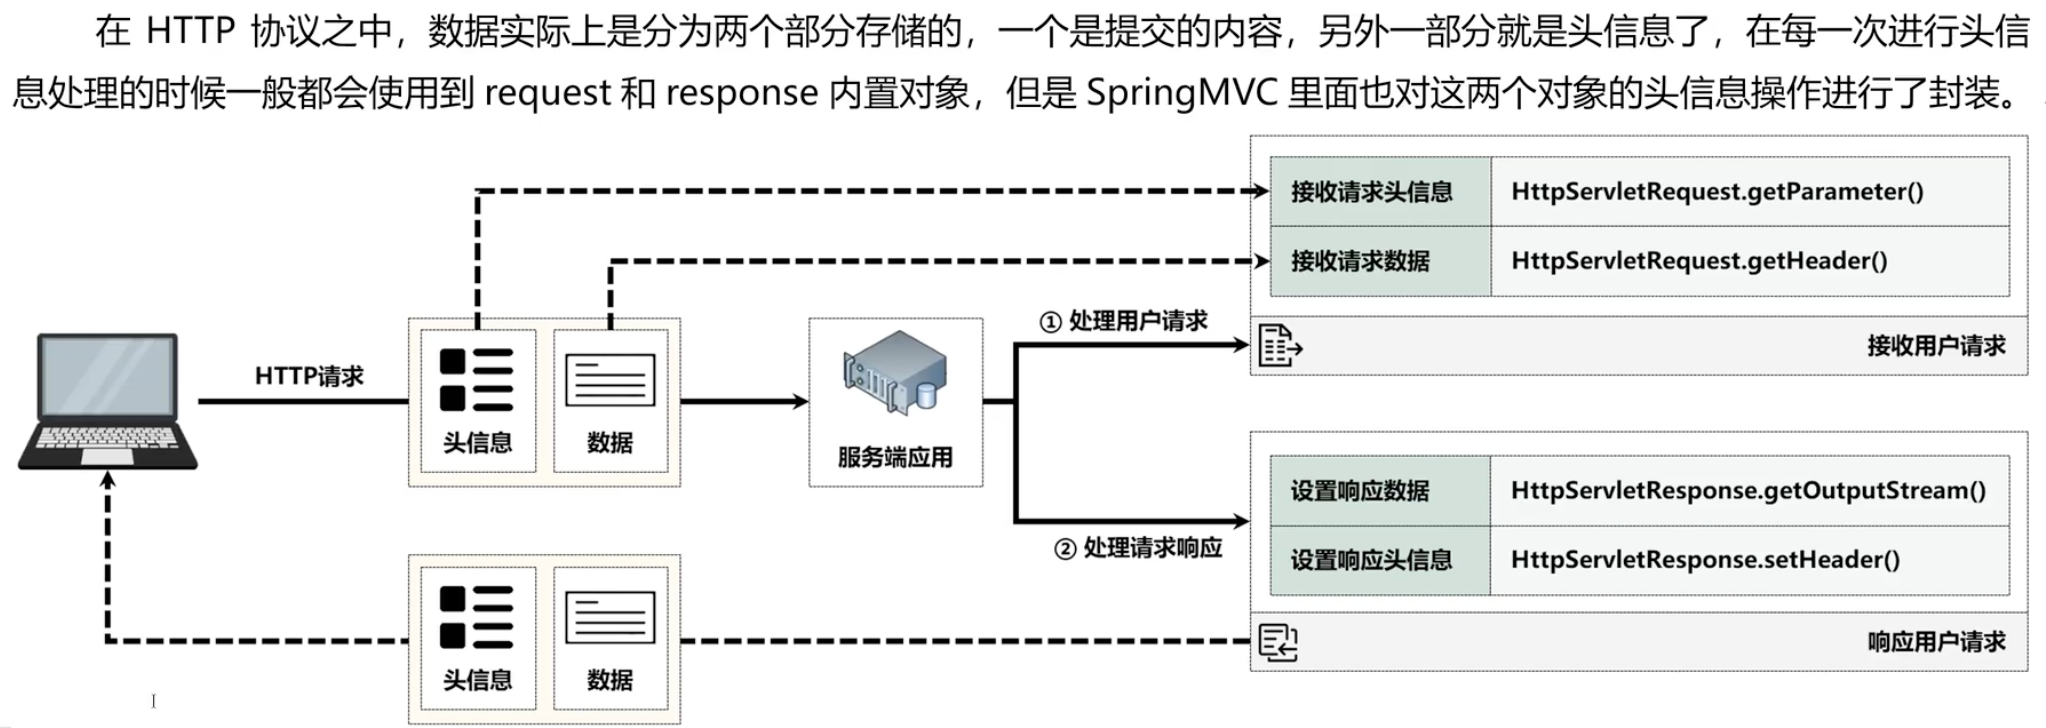 在 HTTP 协议之中，数据实际上是分为两个部分存储的，一个是提交的内容，另外一部分就是头信息了，在每一次进行头信
息处理的时候一般都会使用到 request 和 response 内置对象，但是 SpringMVC 里面也对这两个对象的头信息操作进行了封装。
接收请求头信息 HttpServletRequest.getParameter()
接收请求数据 HttpServletRequest.getHeader()
接收用户请求
① 处理用户请求
HTTP请求
头信息 数据
服务端应用
② 处理请求响应
设置响应数据 HttpServletResponse.getOutputStream()
设置响应头信息 HttpServletResponse.setHeader()
响应用户请求
头信息 数据